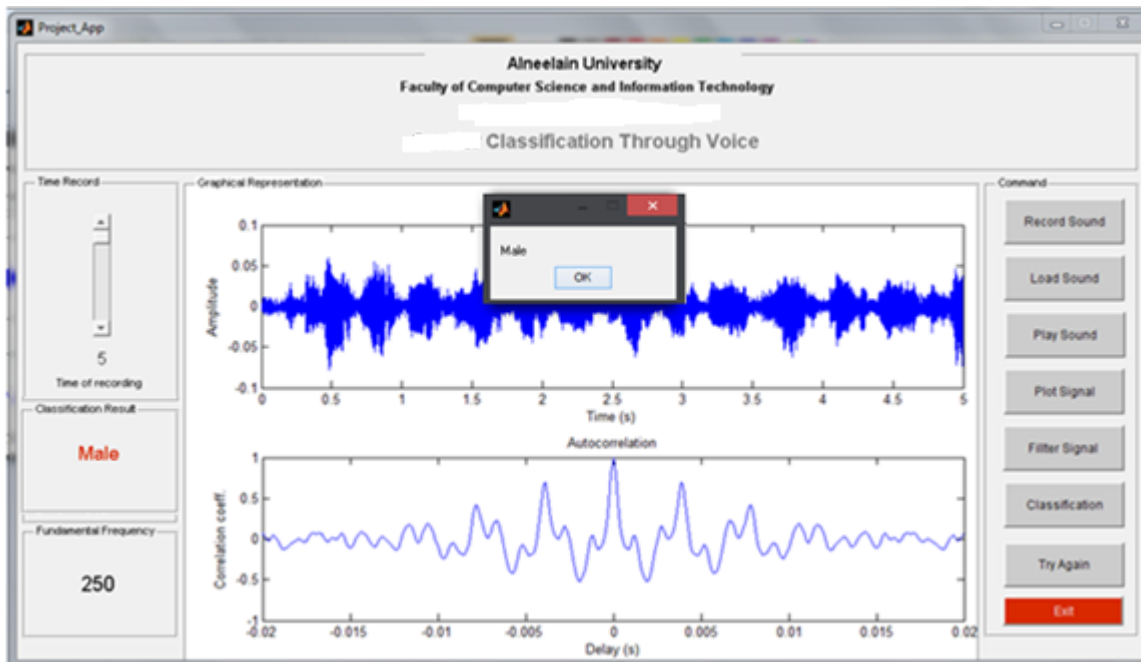 Project_App
Alneelain University
Faculty of Computer Science and Information Technology
Classification Through Voice
Time Record
5
Time of recording
Classification Result
Male
Fundamental Frequency
250
Graphical Representation
Male
OK
0.1
0.05
0
-0.05
-0.1
Amplitude
0 0.5 1 1.5 2 2.5 3 3.5 4 4.5 5
Time (s)
Autocorrelation
1
0.5
0
-0.5
-1
Correlation coeff.
-0.02 -0.015 -0.01 -0.005 0 0.005 0.01 0.015 0.02
Delay (s)
Command
Record Sound
Load Sound
Play Sound
Plot Signal
Fillter Signal
Classification
Try Again
Exit